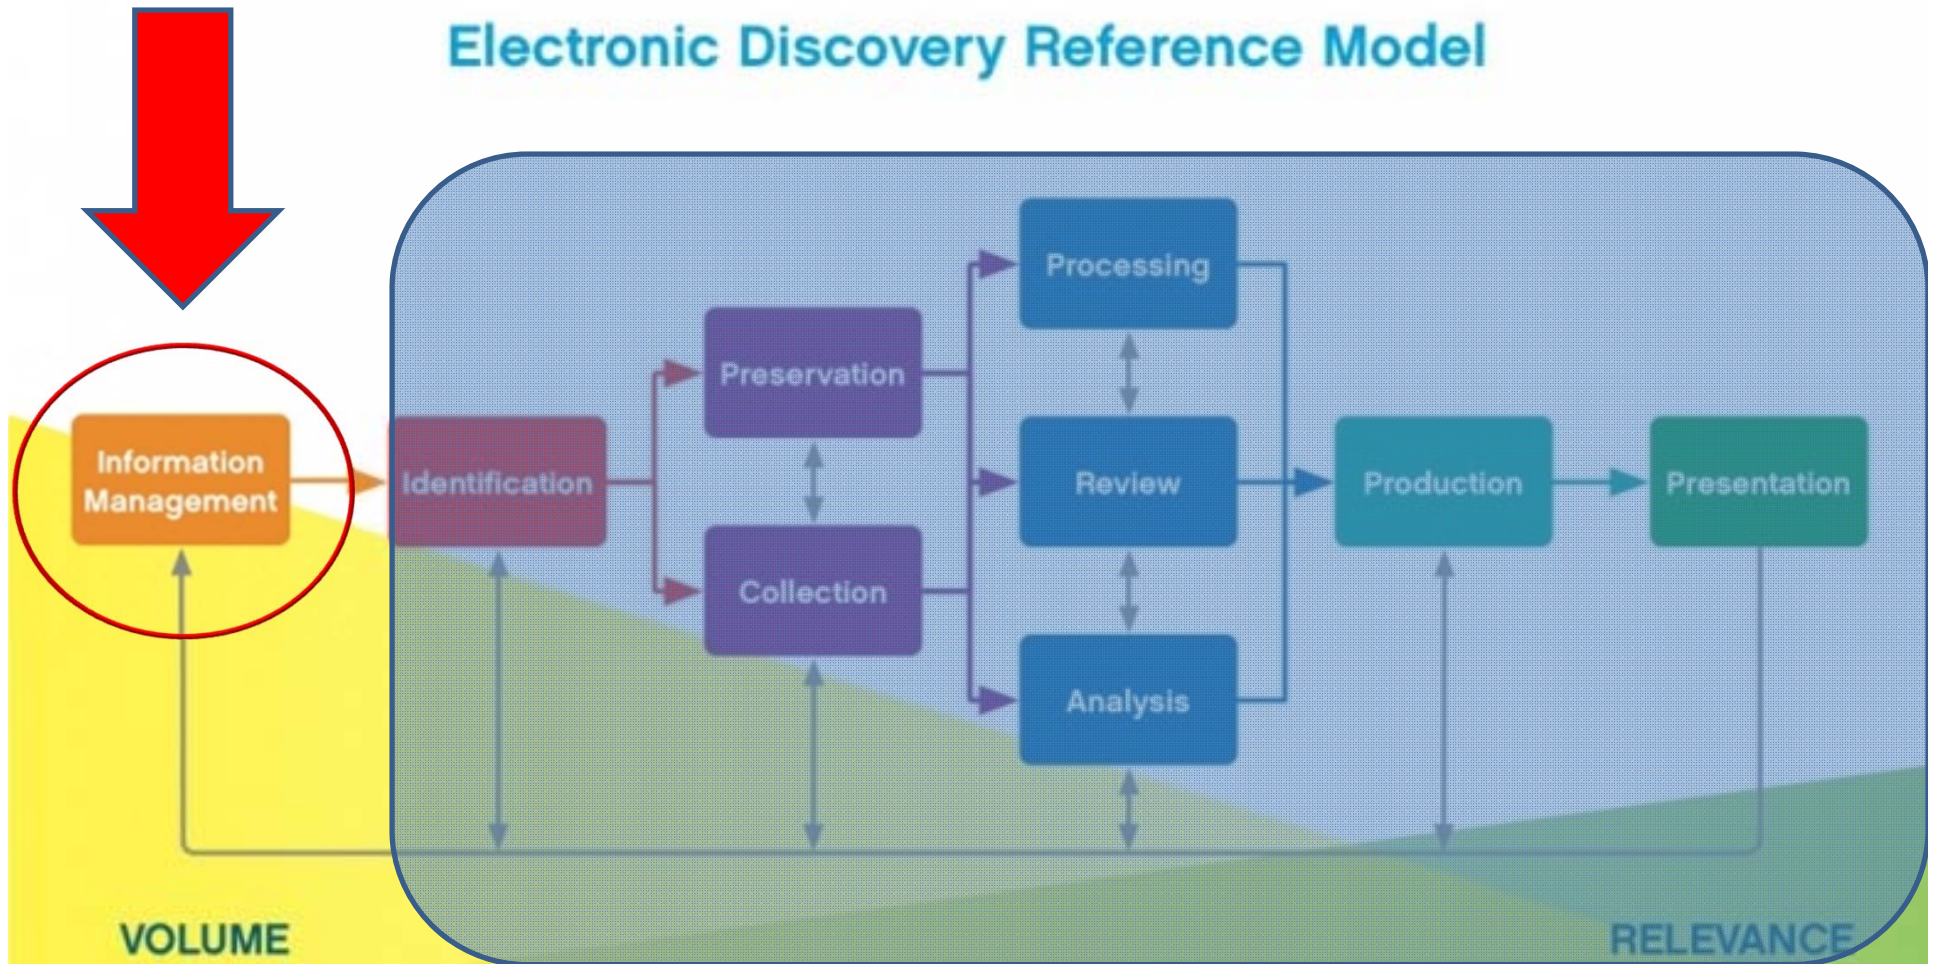 Electronic Discovery Reference Model
Information
Management
Identification
Preservation
Collection
Processing
Review
Analysis
Production
Presentation
VOLUME
RELEVANCE